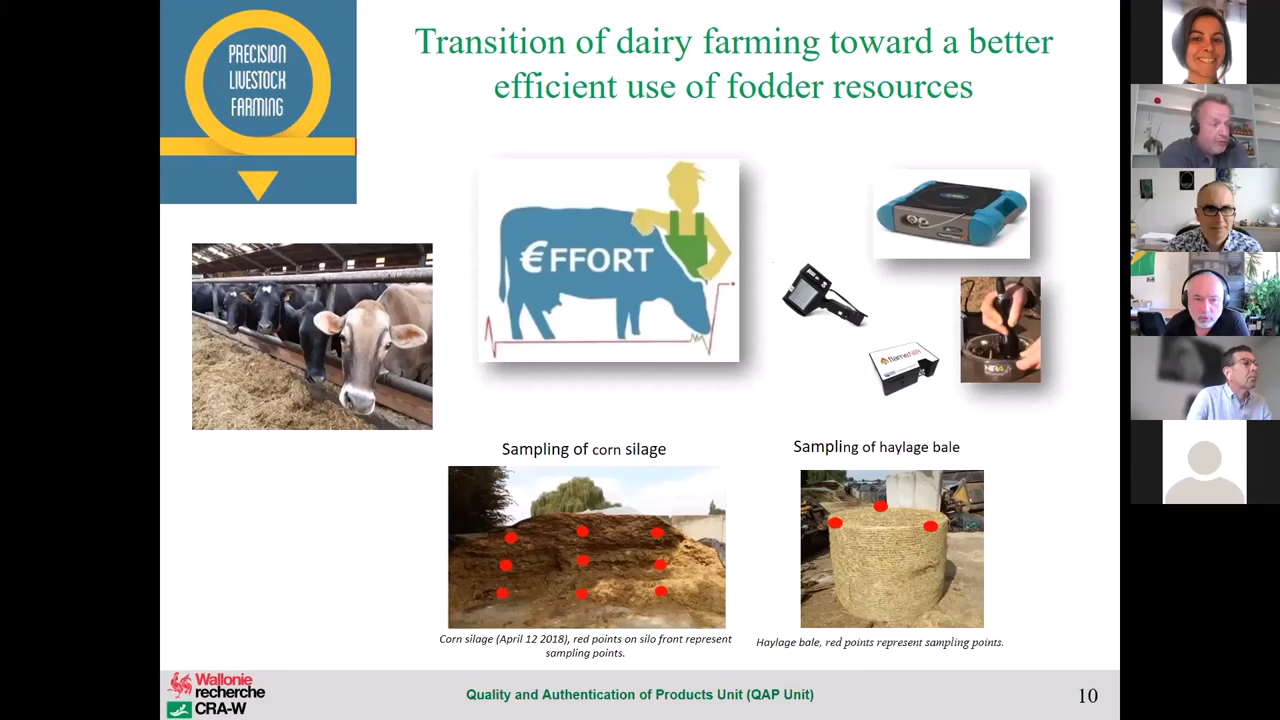 PRECISION
LIVESTOCK
FARMING
Transition of dairy farming toward a better
efficient use of fodder resources
€FFORT
flameNIR
Sampling of corn silage
Sampling of haylage bale
Corn silage (April 12 2018), red points on silo front represent
sampling points.
Haylage bale, red points represent sampling points.
Wallonie
recherche
CRA-W
Quality and Authentication of Products Unit (QAP Unit)
10